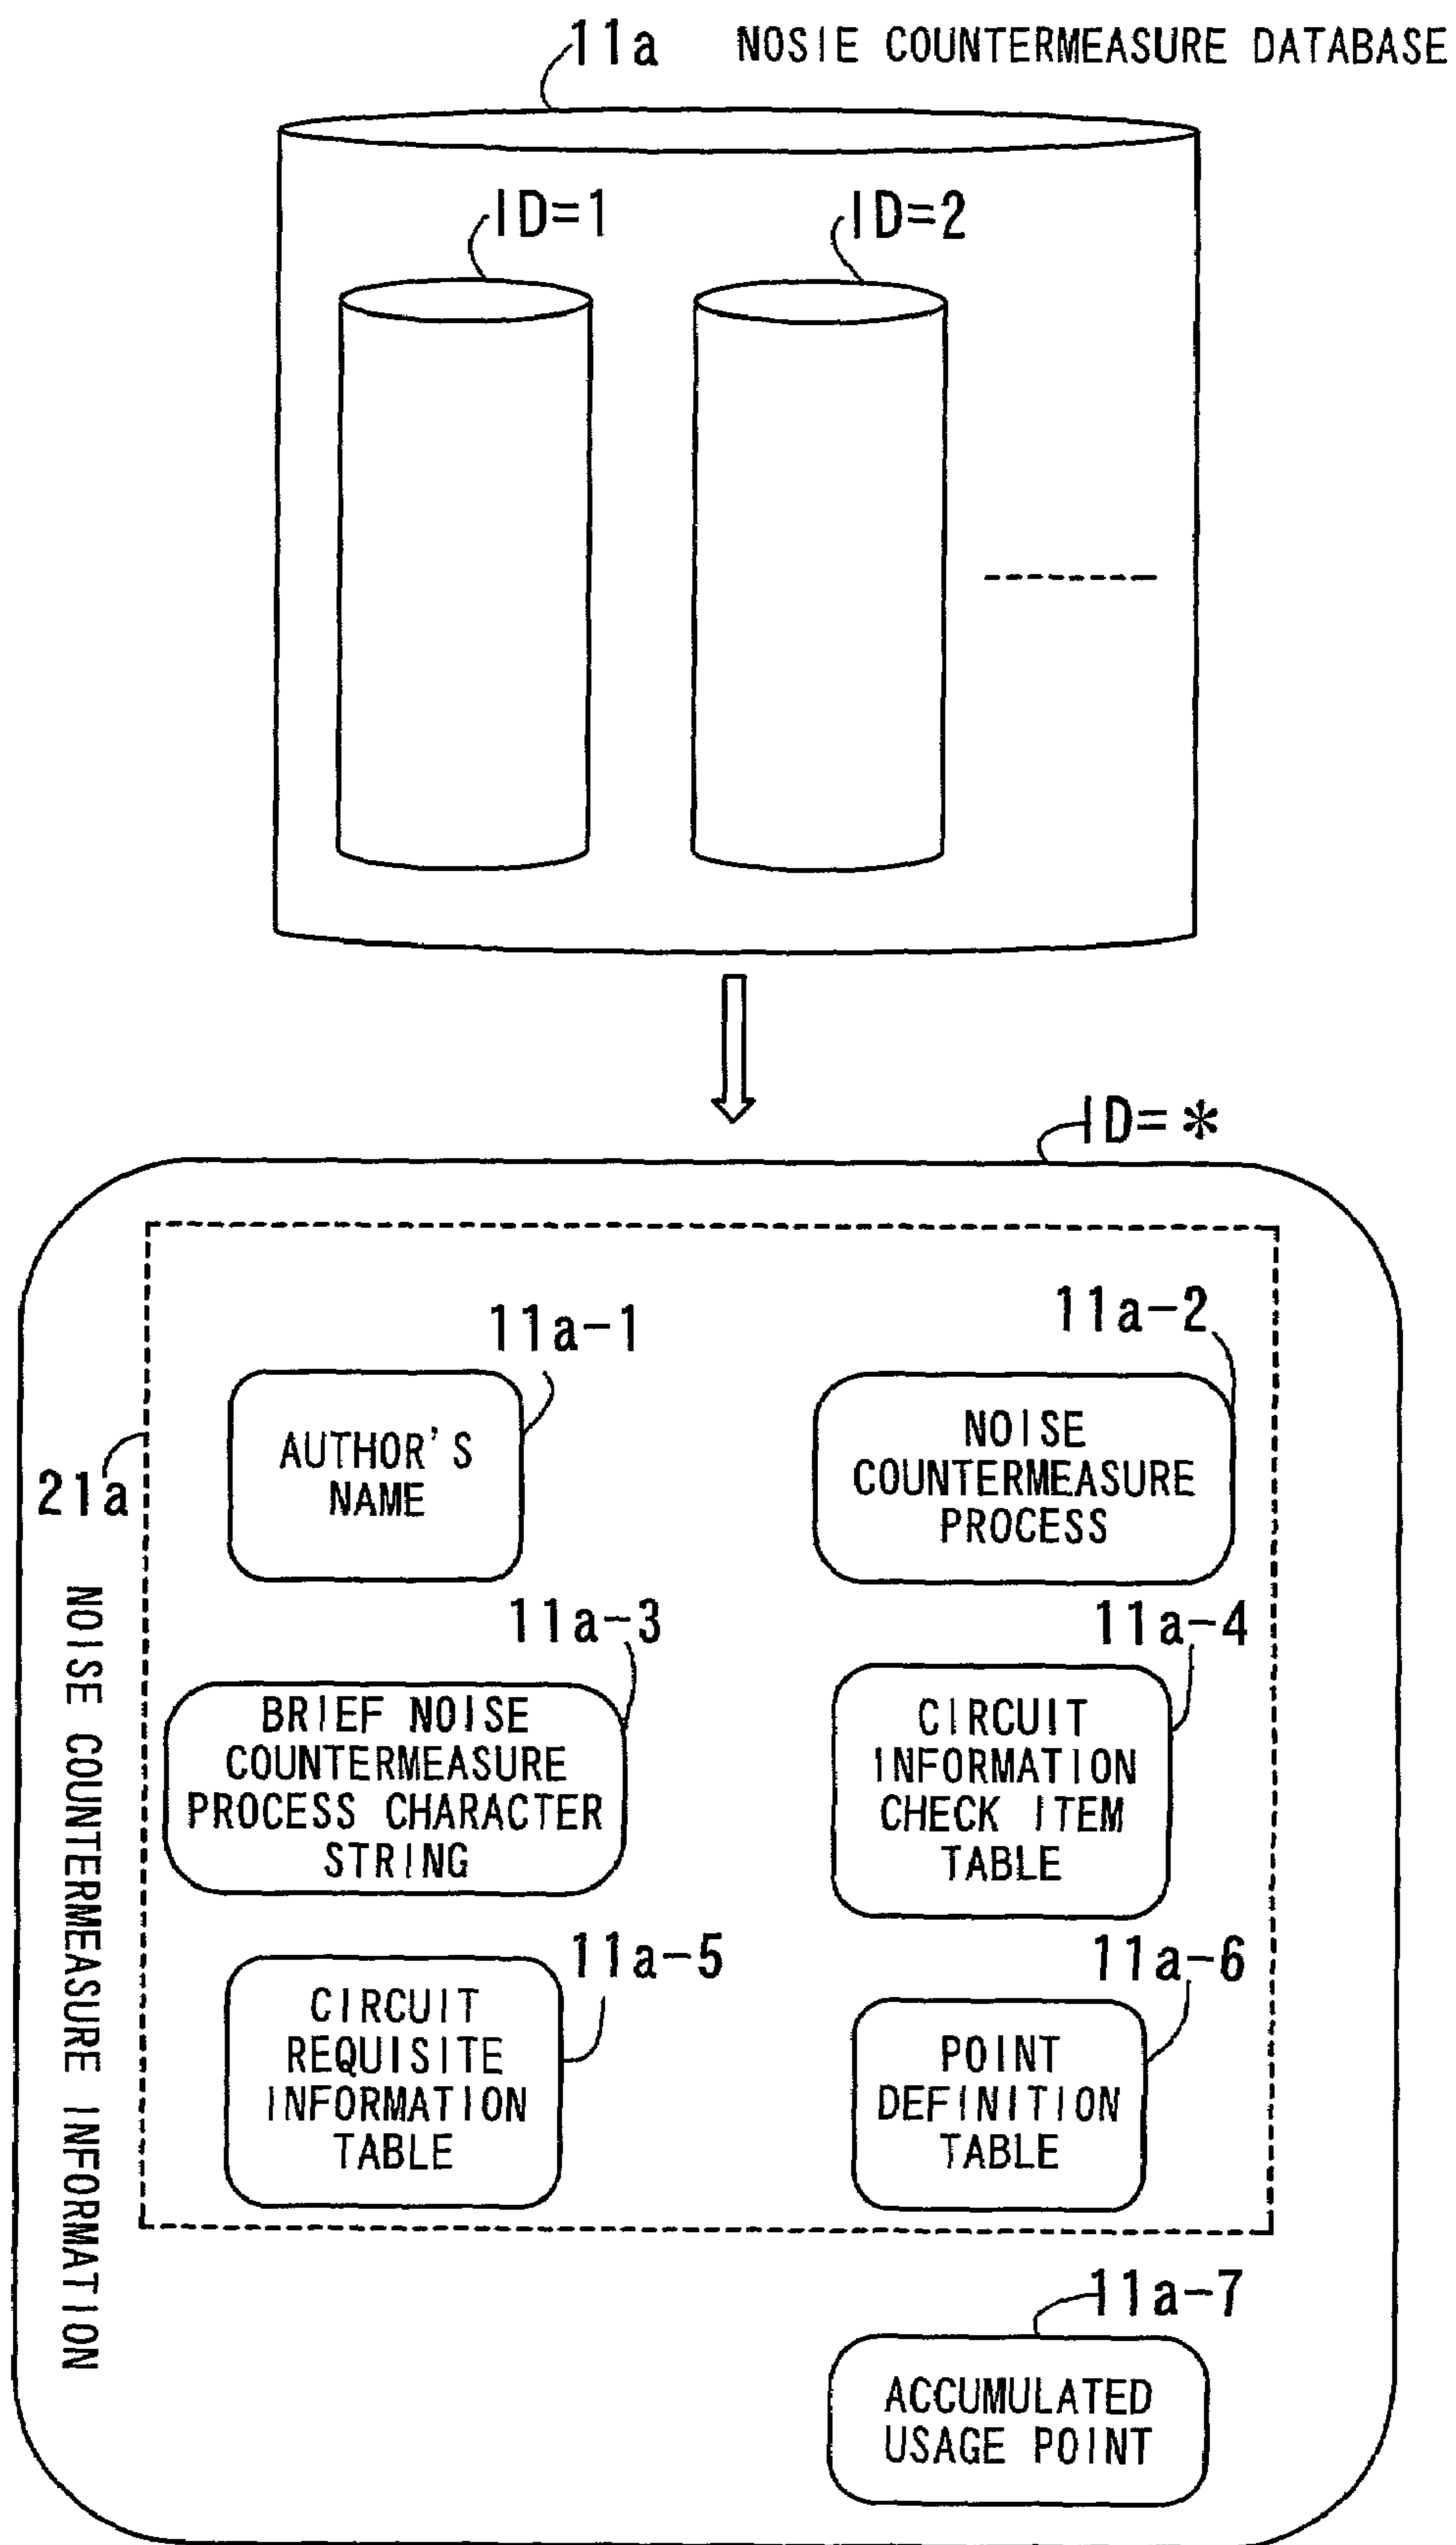 11a NOSIE COUNTERMEASURE DATABASE
ID=1
ID=2
ID=*
11a-1
11a-2
AUTHOR'S
NAME
NOISE
COUNTERMEASURE
PROCESS
21a
NOISE COUNTERMEASURE INFORMATION
11a-3
11a-4
BRIEF NOISE
COUNTERMEASURE
PROCESS CHARACTER
STRING
CIRCUIT
INFORMATION
CHECK ITEM
TABLE
11a-5
11a-6
CIRCUIT
REQUISITE
INFORMATION
TABLE
POINT
DEFINITION
TABLE
11a-7
ACCUMULATED
USAGE POINT